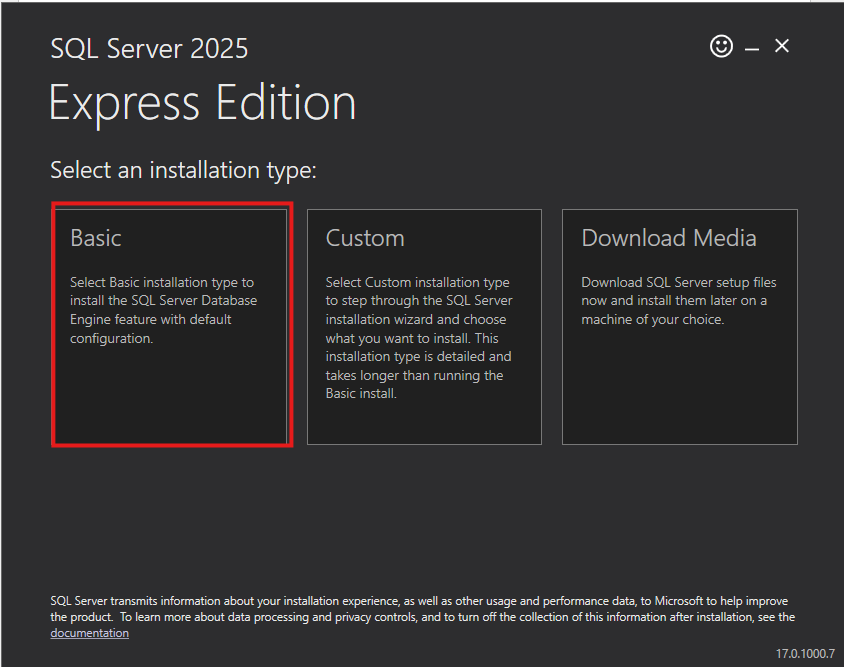 SQL Server 2025
Express Edition
Select an installation type:
Basic
Select Basic installation type to
install the SQL Server Database
Engine feature with default
configuration.
Custom
Select Custom installation type
to step through the SQL Server
installation wizard and choose
what you want to install. This
installation type is detailed and
takes longer than running the
Basic install.
Download Media
Download SQL Server setup files
now and install them later on a
machine of your choice.
SQL Server transmits information about your installation experience, as well as other usage and performance data, to Microsoft to help improve
the product.  To learn more about data processing and privacy controls, and to turn off the collection of this information after installation, see the
documentation
17.0.1000.7